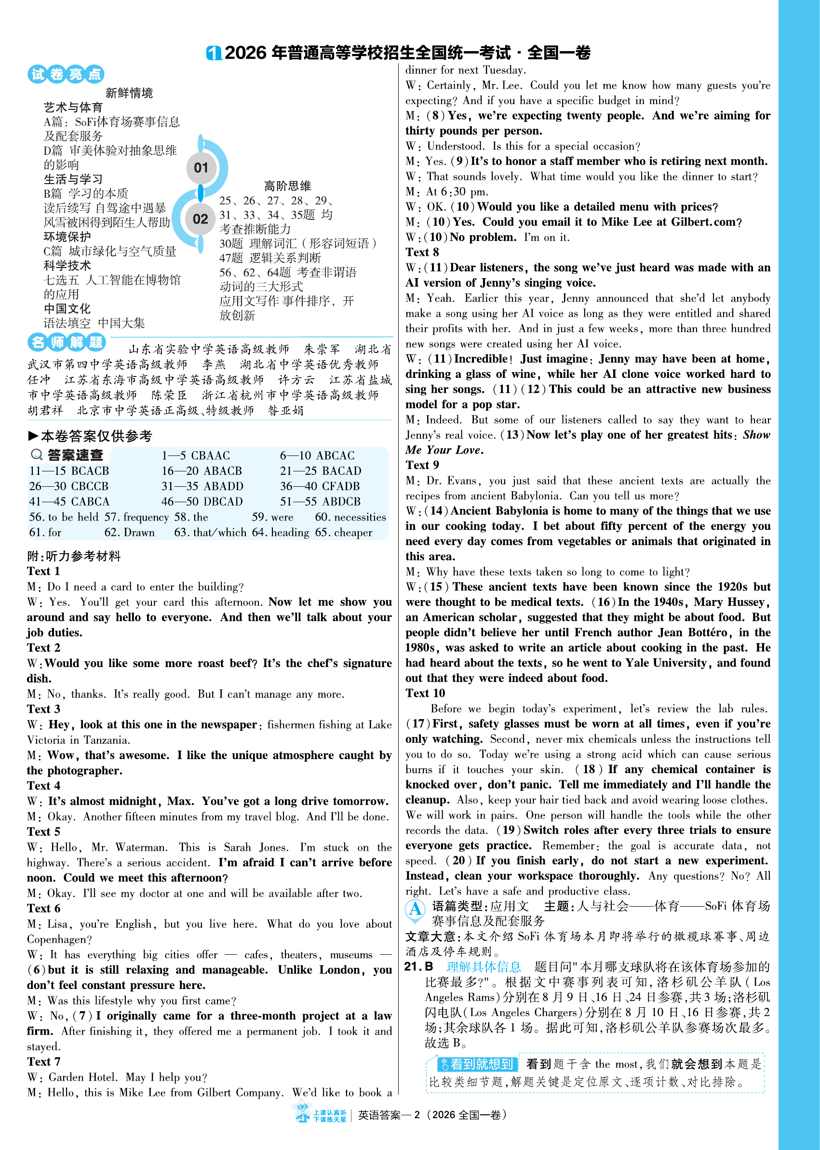 1 2026 年普通高等学校招生全国统一考试·全国一卷
试卷亮点
新鲜情境
艺术与体育
A篇: SoFi体育场赛事信息
及配套服务
D篇 审美体验对抽象思维
的影响
生活与学习
B篇 学习的本质
读后续写 自驾途中遇暴
风雪被困得到陌生人帮助
环境保护
C篇 城市绿化与空气质量
科学技术
七选五 人工智能在博物馆
的应用
中国文化
语法填空 中国大集
01
02
高阶思维
25、26、27、28、29、
31、33、34、35题 均
考查推断能力
30题 理解词汇（形容词短语）
47题 逻辑关系判断
56、62、64题 考查非谓语
动词的三大形式
应用文写作 事件排序、开
放创新
名师解题 山东省实验中学英语高级教师 朱崇军 湖北省
武汉市第四中学英语高级教师 李燕 湖北省中学英语优秀教师
任冲 江苏省东海市高级中学英语高级教师 许方云 江苏省盐城
市中学英语高级教师 陈荣臣 浙江省杭州市中学英语高级教师
胡君祥 北京市中学英语正高级、特级教师 昝亚娟
▶本卷答案仅供参考
答案速查 1—5 CBAAC 6—10 ABCAC
11—15 BCACB 16—20 ABACB 21—25 BACAD
26—30 CBCCB 31—35 ABADD 36—40 CFADB
41—45 CABCA 46—50 DBCAD 51—55 ABDCB
56. to be held 57. frequency 58. the 59. were 60. necessities
61. for 62. Drawn 63. that/which 64. heading 65. cheaper
附:听力参考材料
Text 1
M: Do I need a card to enter the building?
W: Yes. You'll get your card this afternoon. Now let me show you
around and say hello to everyone. And then we'll talk about your
job duties.
Text 2
W:Would you like some more roast beef? It's the chef's signature
dish.
M: No, thanks. It's really good. But I can't manage any more.
Text 3
W: Hey, look at this one in the newspaper: fishermen fishing at Lake
Victoria in Tanzania.
M: Wow, that's awesome. I like the unique atmosphere caught by
the photographer.
Text 4
W: It's almost midnight, Max. You've got a long drive tomorrow.
M: Okay. Another fifteen minutes from my travel blog. And I'll be done.
Text 5
W: Hello, Mr. Waterman. This is Sarah Jones. I'm stuck on the
highway. There's a serious accident. I'm afraid I can't arrive before
noon. Could we meet this afternoon?
M: Okay. I'll see my doctor at one and will be available after two.
Text 6
M: Lisa, you're English, but you live here. What do you love about
Copenhagen?
W: It has everything big cities offer — cafes, theaters, museums —
(6)but it is still relaxing and manageable. Unlike London, you
don't feel constant pressure here.
M: Was this lifestyle why you first came?
W: No, (7)I originally came for a three-month project at a law
firm. After finishing it, they offered me a permanent job. I took it and
stayed.
Text 7
W: Garden Hotel. May I help you?
M: Hello, this is Mike Lee from Gilbert Company. We'd like to book a
dinner for next Tuesday.
W: Certainly, Mr. Lee. Could you let me know how many guests you're
expecting? And if you have a specific budget in mind?
M: (8)Yes, we're expecting twenty people. And we're aiming for
thirty pounds per person.
W: Understood. Is this for a special occasion?
M: Yes. (9)It's to honor a staff member who is retiring next month.
W: That sounds lovely. What time would you like the dinner to start?
M: At 6:30 pm.
W: OK. (10)Would you like a detailed menu with prices?
M: (10)Yes. Could you email it to Mike Lee at Gilbert.com?
W:(10)No problem. I'm on it.
Text 8
W:(11)Dear listeners, the song we've just heard was made with an
AI version of Jenny's singing voice.
M: Yeah. Earlier this year, Jenny announced that she'd let anybody
make a song using her AI voice as long as they were entitled and shared
their profits with her. And in just a few weeks, more than three hundred
new songs were created using her AI voice.
W: (11)Incredible! Just imagine: Jenny may have been at home,
drinking a glass of wine, while her AI clone voice worked hard to
sing her songs. (11)(12)This could be an attractive new business
model for a pop star.
M: Indeed. But some of our listeners called to say they want to hear
Jenny's real voice. (13)Now let's play one of her greatest hits: Show
Me Your Love.
Text 9
M: Dr. Evans, you just said that these ancient texts are actually the
recipes from ancient Babylonia. Can you tell us more?
W:(14)Ancient Babylonia is home to many of the things that we use
in our cooking today. I bet about fifty percent of the energy you
need every day comes from vegetables or animals that originated in
this area.
M: Why have these texts taken so long to come to light?
W:(15)These ancient texts have been known since the 1920s but
were thought to be medical texts. (16)In the 1940s, Mary Hussey,
an American scholar, suggested that they might be about food. But
people didn't believe her until French author Jean Bottéro, in the
1980s, was asked to write an article about cooking in the past. He
had heard about the texts, so he went to Yale University, and found
out that they were indeed about food.
Text 10
Before we begin today's experiment, let's review the lab rules.
(17)First, safety glasses must be worn at all times, even if you're
only watching. Second, never mix chemicals unless the instructions tell
you to do so. Today we're using a strong acid which can cause serious
burns if it touches your skin. (18) If any chemical container is
knocked over, don't panic. Tell me immediately and I'll handle the
cleanup. Also, keep your hair tied back and avoid wearing loose clothes.
We will work in pairs. One person will handle the tools while the other
records the data. (19)Switch roles after every three trials to ensure
everyone gets practice. Remember: the goal is accurate data, not
speed. (20) If you finish early, do not start a new experiment.
Instead, clean your workspace thoroughly. Any questions? No? All
right. Let's have a safe and productive class.
A 语篇类型:应用文 主题:人与社会——体育——SoFi 体育场
赛事信息及配套服务
文章大意:本文介绍 SoFi 体育场本月即将举行的橄榄球赛事、周边
酒店及停车规则。
21. B 理解具体信息 题目问"本月哪支球队将在该体育场参加的
比赛最多?"。根据文中赛事列表可知,洛杉矶公羊队(Los
Angeles Rams)分别在 8 月 9 日、16 日、24 日参赛,共 3 场;洛杉矶
闪电队(Los Angeles Chargers)分别在 8 月 10 日、16 日参赛,共 2
场;其余球队各 1 场。据此可知,洛杉矶公羊队参赛场次最多。
故选 B。
看到就想到 看到题干含 the most,我们就会想到本题是
比较类细节题,解题关键是定位原文、逐项计数、对比排除。
上课认真听
下课练天星
英语答案—2（2026 全国一卷）